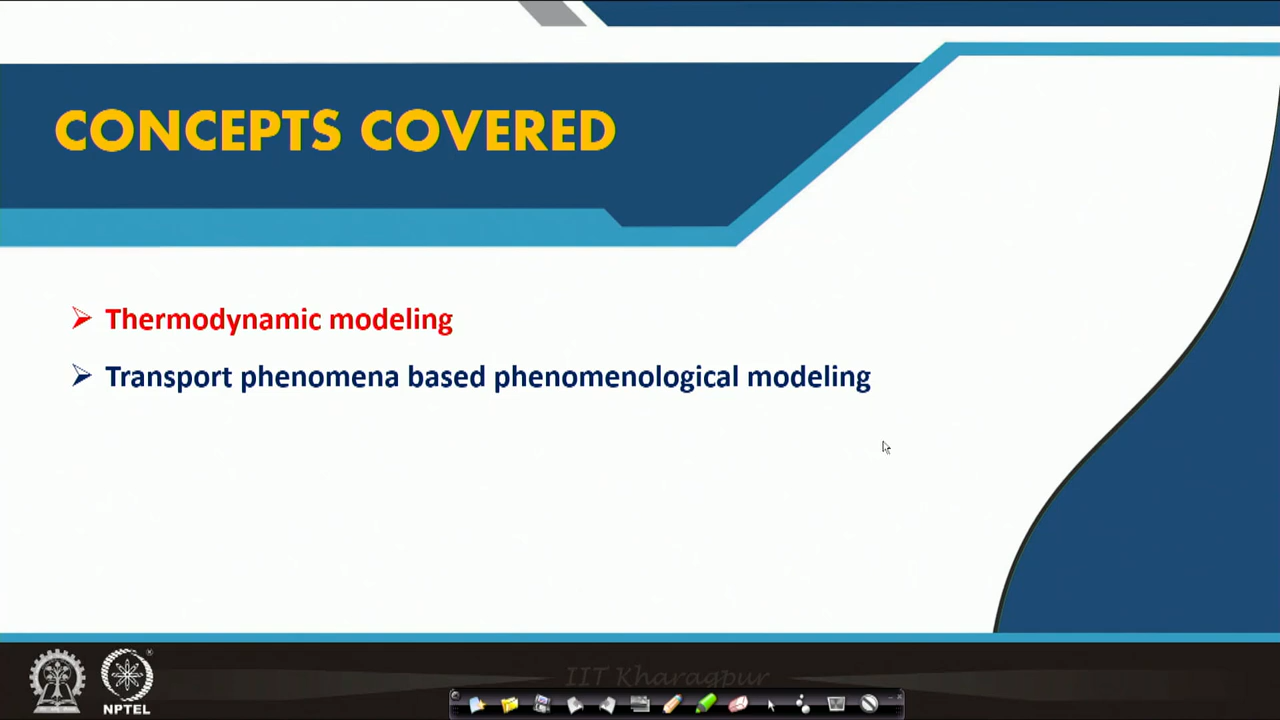 CONCEPTS COVERED
Thermodynamic modeling
Transport phenomena based phenomenological modeling
IIT Kharagpur
NPTEL